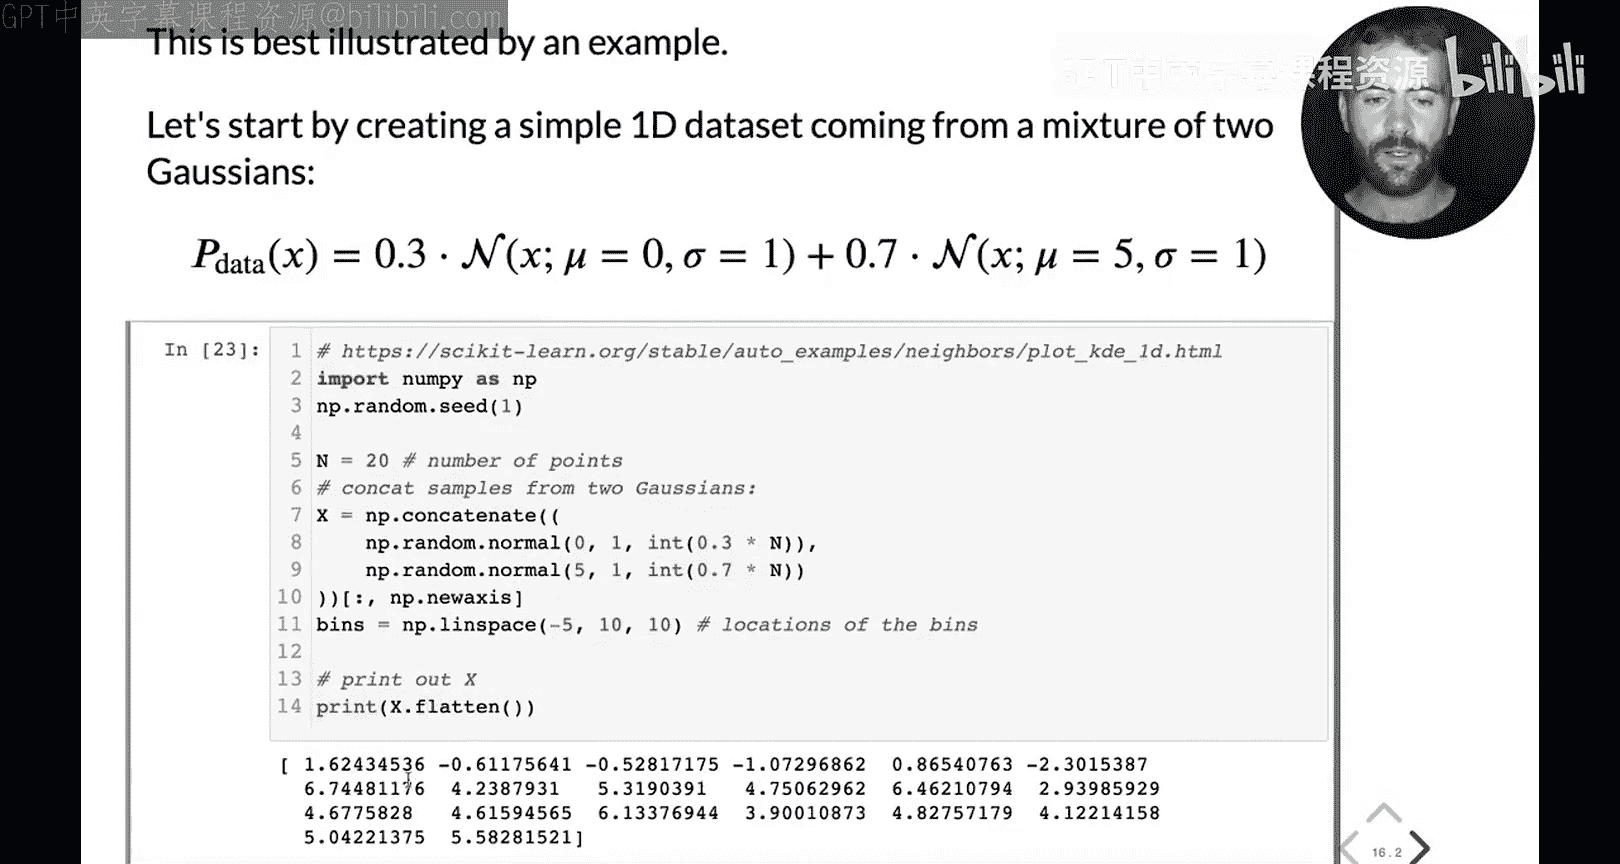 GPT中英字幕课程资源@bilibili.com
This is best illustrated by an example.
课程资源 bilibili
Let's start by creating a simple 1D dataset coming from a mixture of two
Gaussians:
P_data(x) = 0.3 · 𝒩(x; μ = 0, σ = 1) + 0.7 · 𝒩(x; μ = 5, σ = 1)
In [23]:
1 # https://scikit-learn.org/stable/auto_examples/neighbors/plot_kde_1d.html
2 import numpy as np
3 np.random.seed(1)
4
5 N = 20 # number of points
6 # concat samples from two Gaussians:
7 X = np.concatenate((
8     np.random.normal(0, 1, int(0.3 * N)),
9     np.random.normal(5, 1, int(0.7 * N))
10 ))[:, np.newaxis]
11 bins = np.linspace(-5, 10, 10) # locations of the bins
12
13 # print out X
14 print(X.flatten())
[ 1.62434536 -0.61175641 -0.52817175 -1.07296862  0.86540763 -2.3015387
6.74481176  4.2387931   5.3190391   4.75062962  6.46210794  2.93985929
4.6775828   4.61594565  6.13376944  3.90010873  4.82757179  4.12214158
5.04221375  5.58281521]
16.2